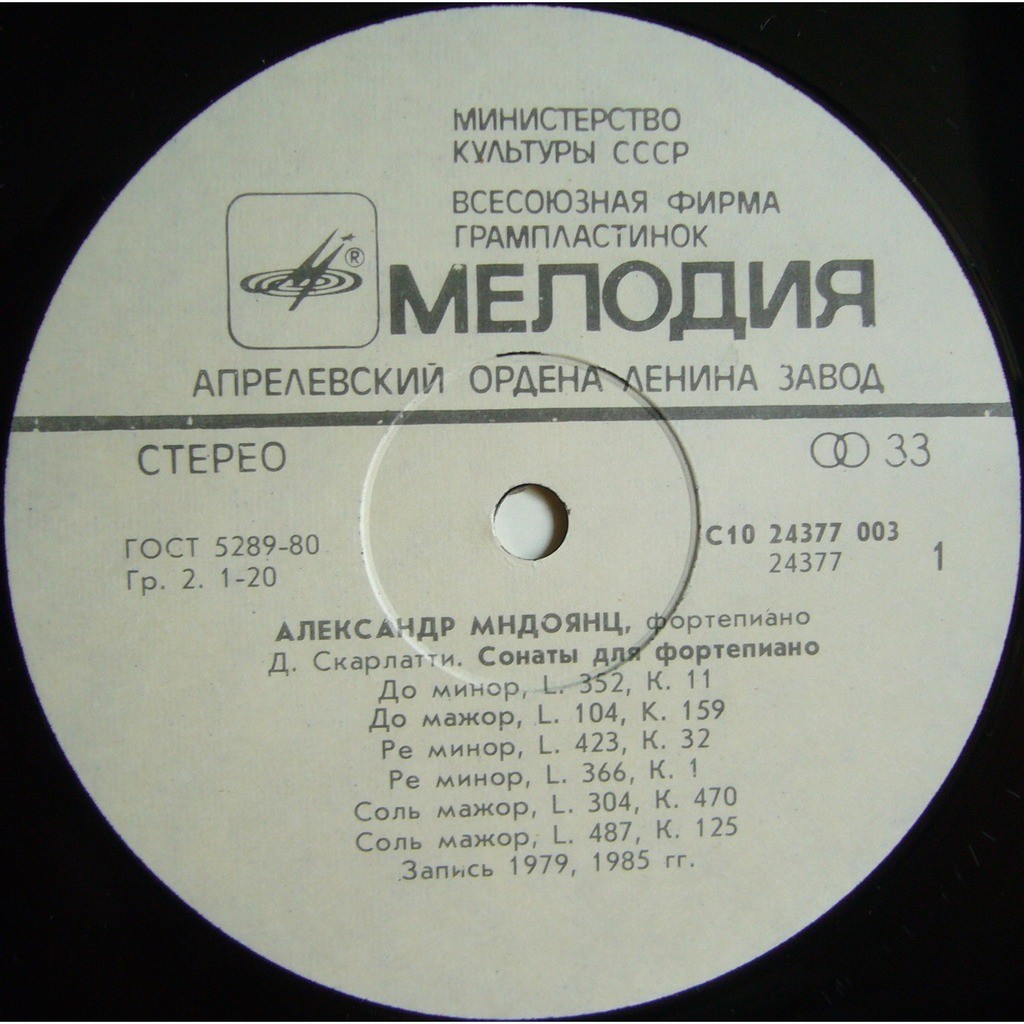 МИНИСТЕРСТВО
КУЛЬТУРЫ СССР
ВСЕСОЮЗНАЯ ФИРМА
ГРАМПЛАСТИНОК
®
МЕЛОДИЯ
АПРЕЛЕВСКИЙ ОРДЕНА ЛЕНИНА ЗАВОД
СТЕРЕО
33
ГОСТ 5289-80
Гр. 2. 1-20
С10 24377 003
24377
1
АЛЕКСАНДР МНДОЯНЦ, фортепиано
Д. Скарлатти. Сонаты для фортепиано
До минор, L. 352, К. 11
До мажор, L. 104, К. 159
Ре минор, L. 423, К. 32
Ре минор, L. 366, К. 1
Соль мажор, L. 304, К. 470
Соль мажор, L. 487, К. 125
Запись 1979, 1985 гг.